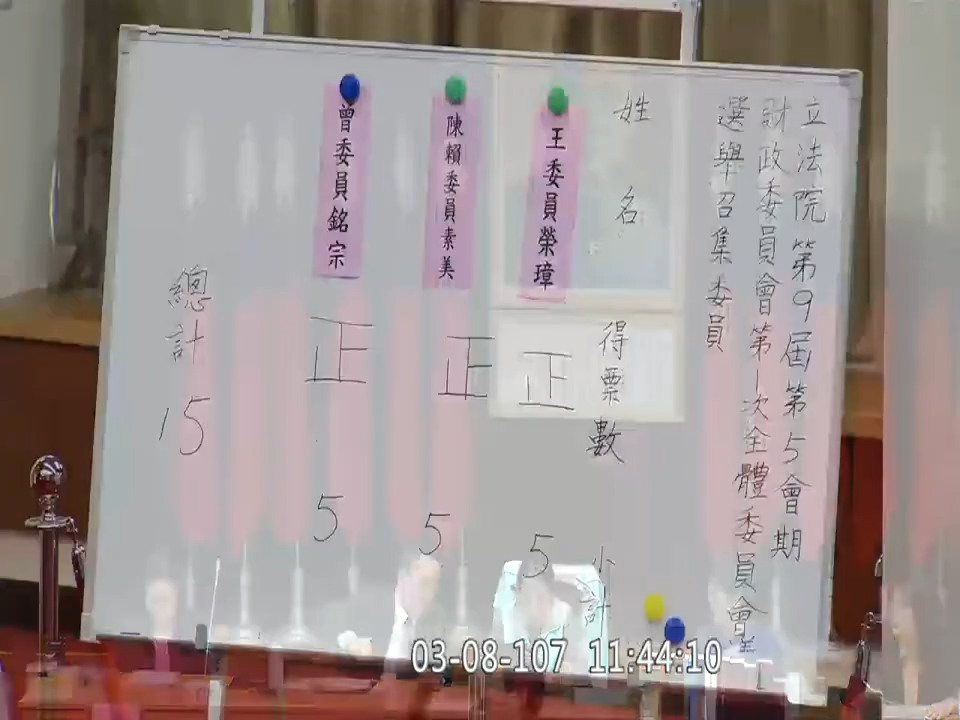 立法院第9届第5會期
財政委員會第1次全體委員會議
選舉召集委員
姓名
得票數
小計
王委員榮璋
正
5
陳賴委員素美
正
5
曾委員銘宗
正
5
總計
15
03-08-107 11:44:10